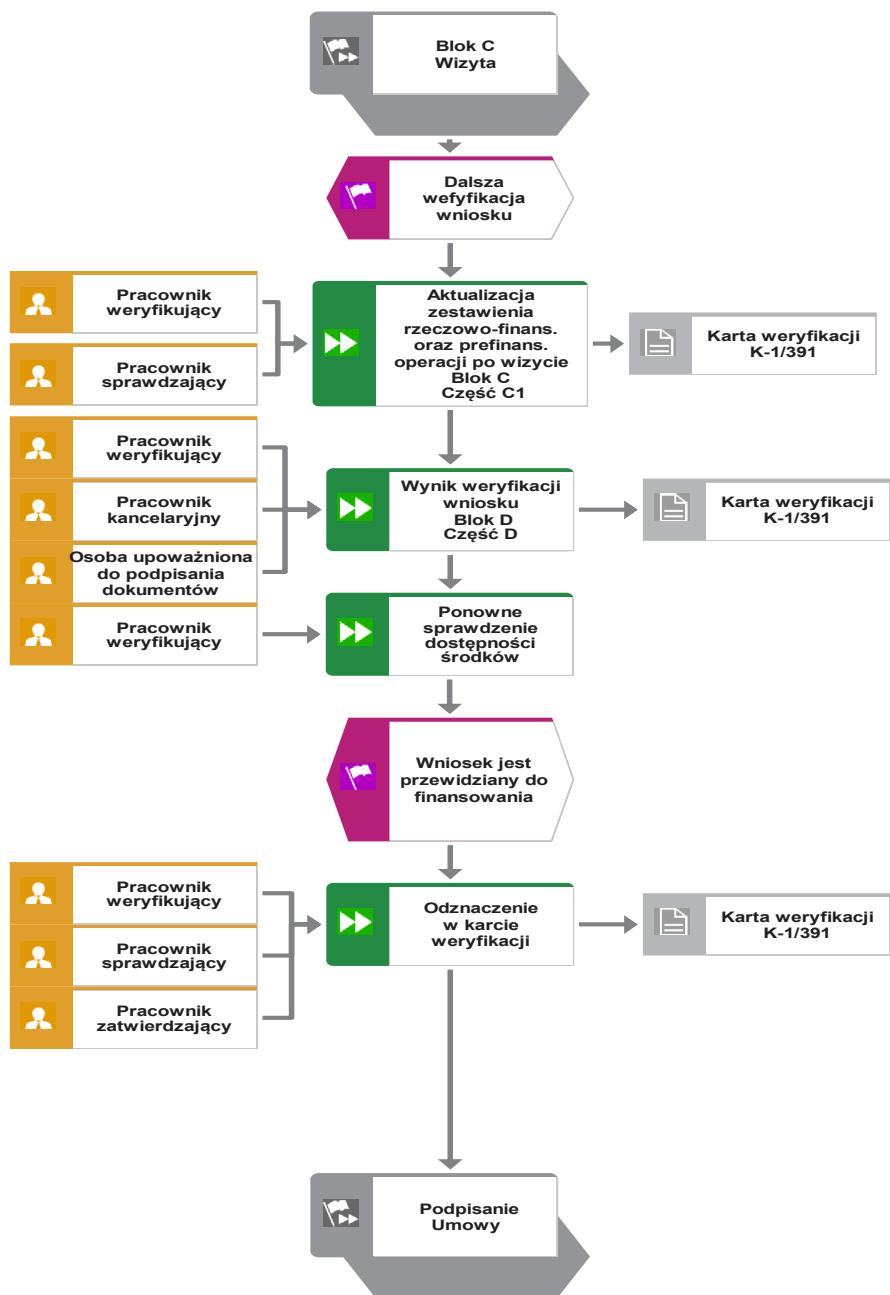 Blok C
Wizyta
Dalsza
wefyfikacja
wniosku
Pracownik
weryfikujący
Pracownik
sprawdzający
Aktualizacja
zestawienia
rzeczowo-finans.
oraz prefinans.
operacji po wizycie
Blok C
Część C1
Karta weryfikacji
K-1/391
Pracownik
weryfikujący
Pracownik
kancelaryjny
Osoba upoważniona
do podpisania
dokumentów
Wynik weryfikacji
wniosku
Blok D
Część D
Karta weryfikacji
K-1/391
Pracownik
weryfikujący
Ponowne
sprawdzenie
dostępności
środków
Wniosek jest
przewidziany do
finansowania
Pracownik
weryfikujący
Pracownik
sprawdzający
Pracownik
zatwierdzający
Odznaczenie
w karcie
weryfikacji
Karta weryfikacji
K-1/391
Podpisanie
Umowy